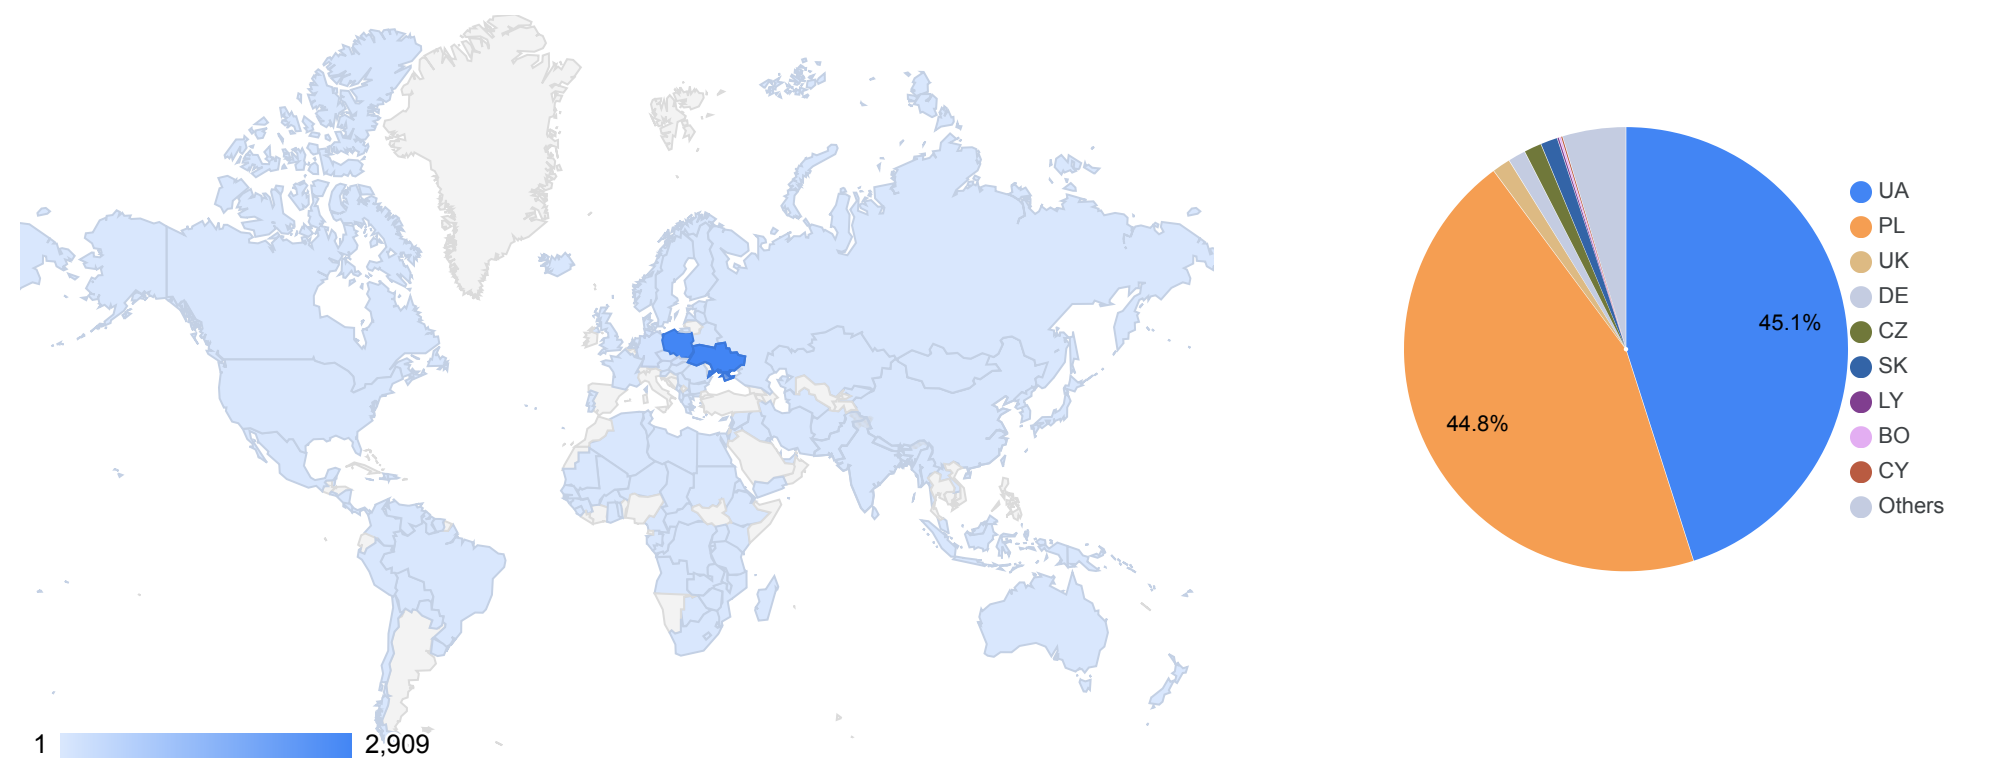 1
2,909
45.1%
44.8%
UA
PL
UK
DE
CZ
SK
LY
BO
CY
Others